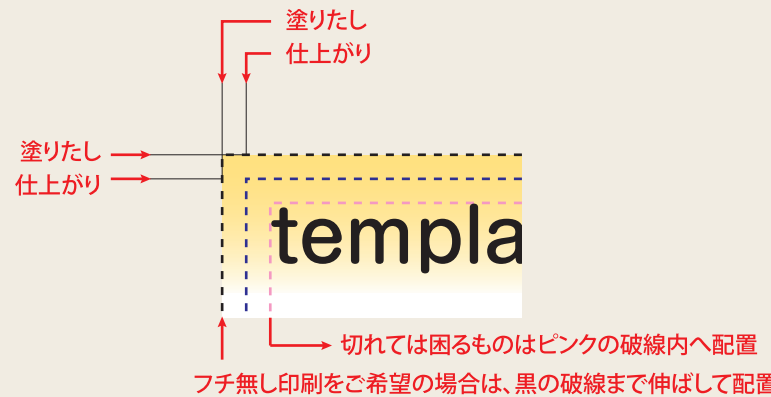 塗りたし
仕上がり
塗りたし
仕上がり
templa
切れては困るものはピンクの破線内へ配置
フチ無し印刷をご希望の場合は、黒の破線まで伸ばして配置